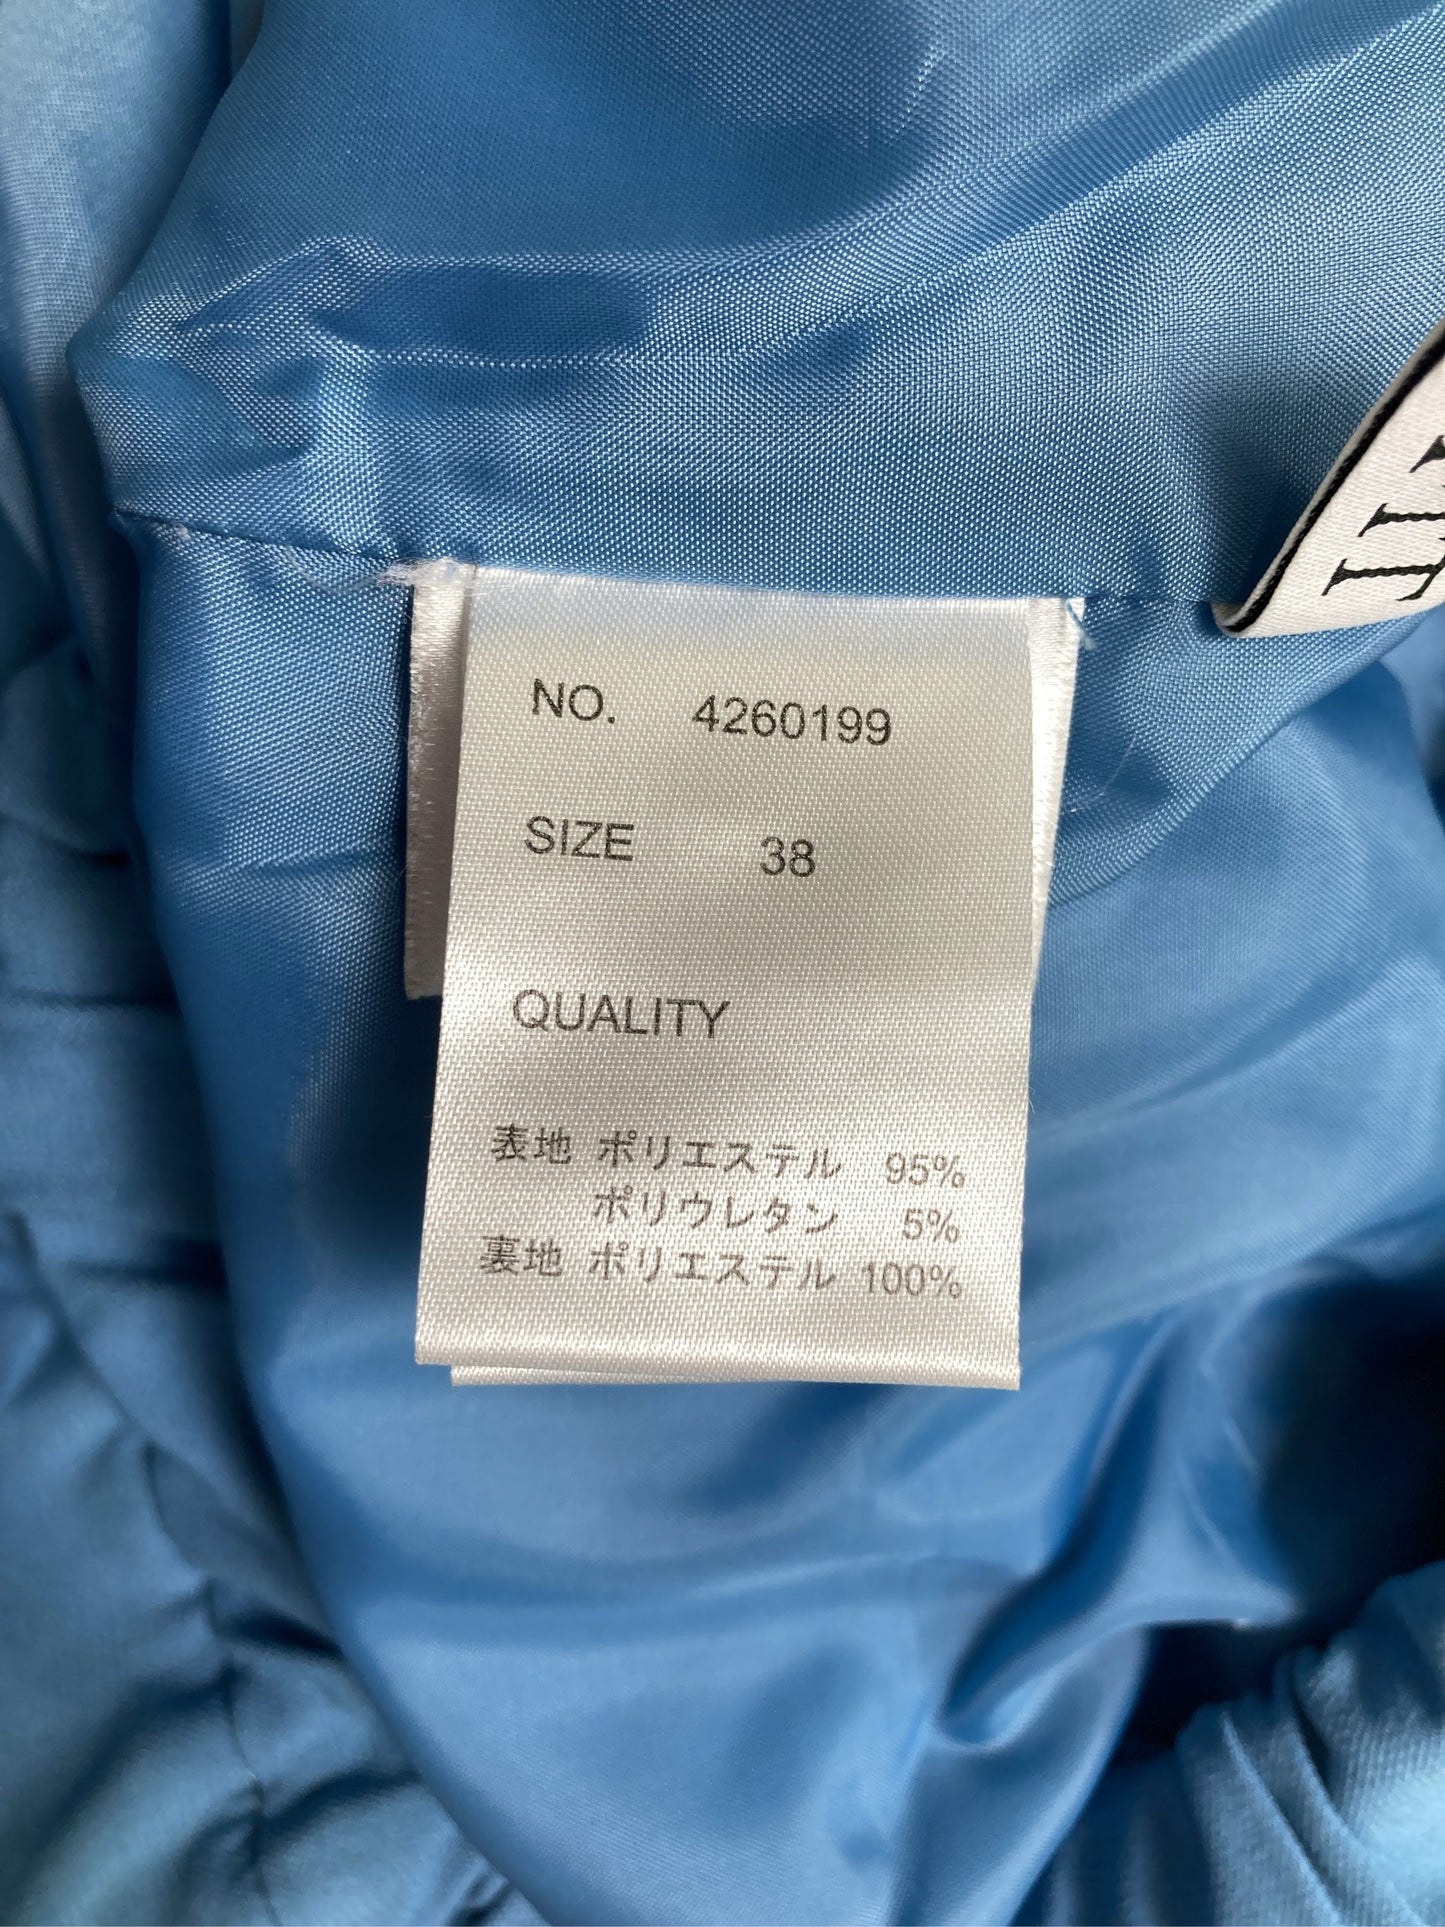 NO. 4260199
SIZE 38
QUALITY
表地 ポリエステル 95%
ポリウレタン 5%
裏地 ポリエステル 100%